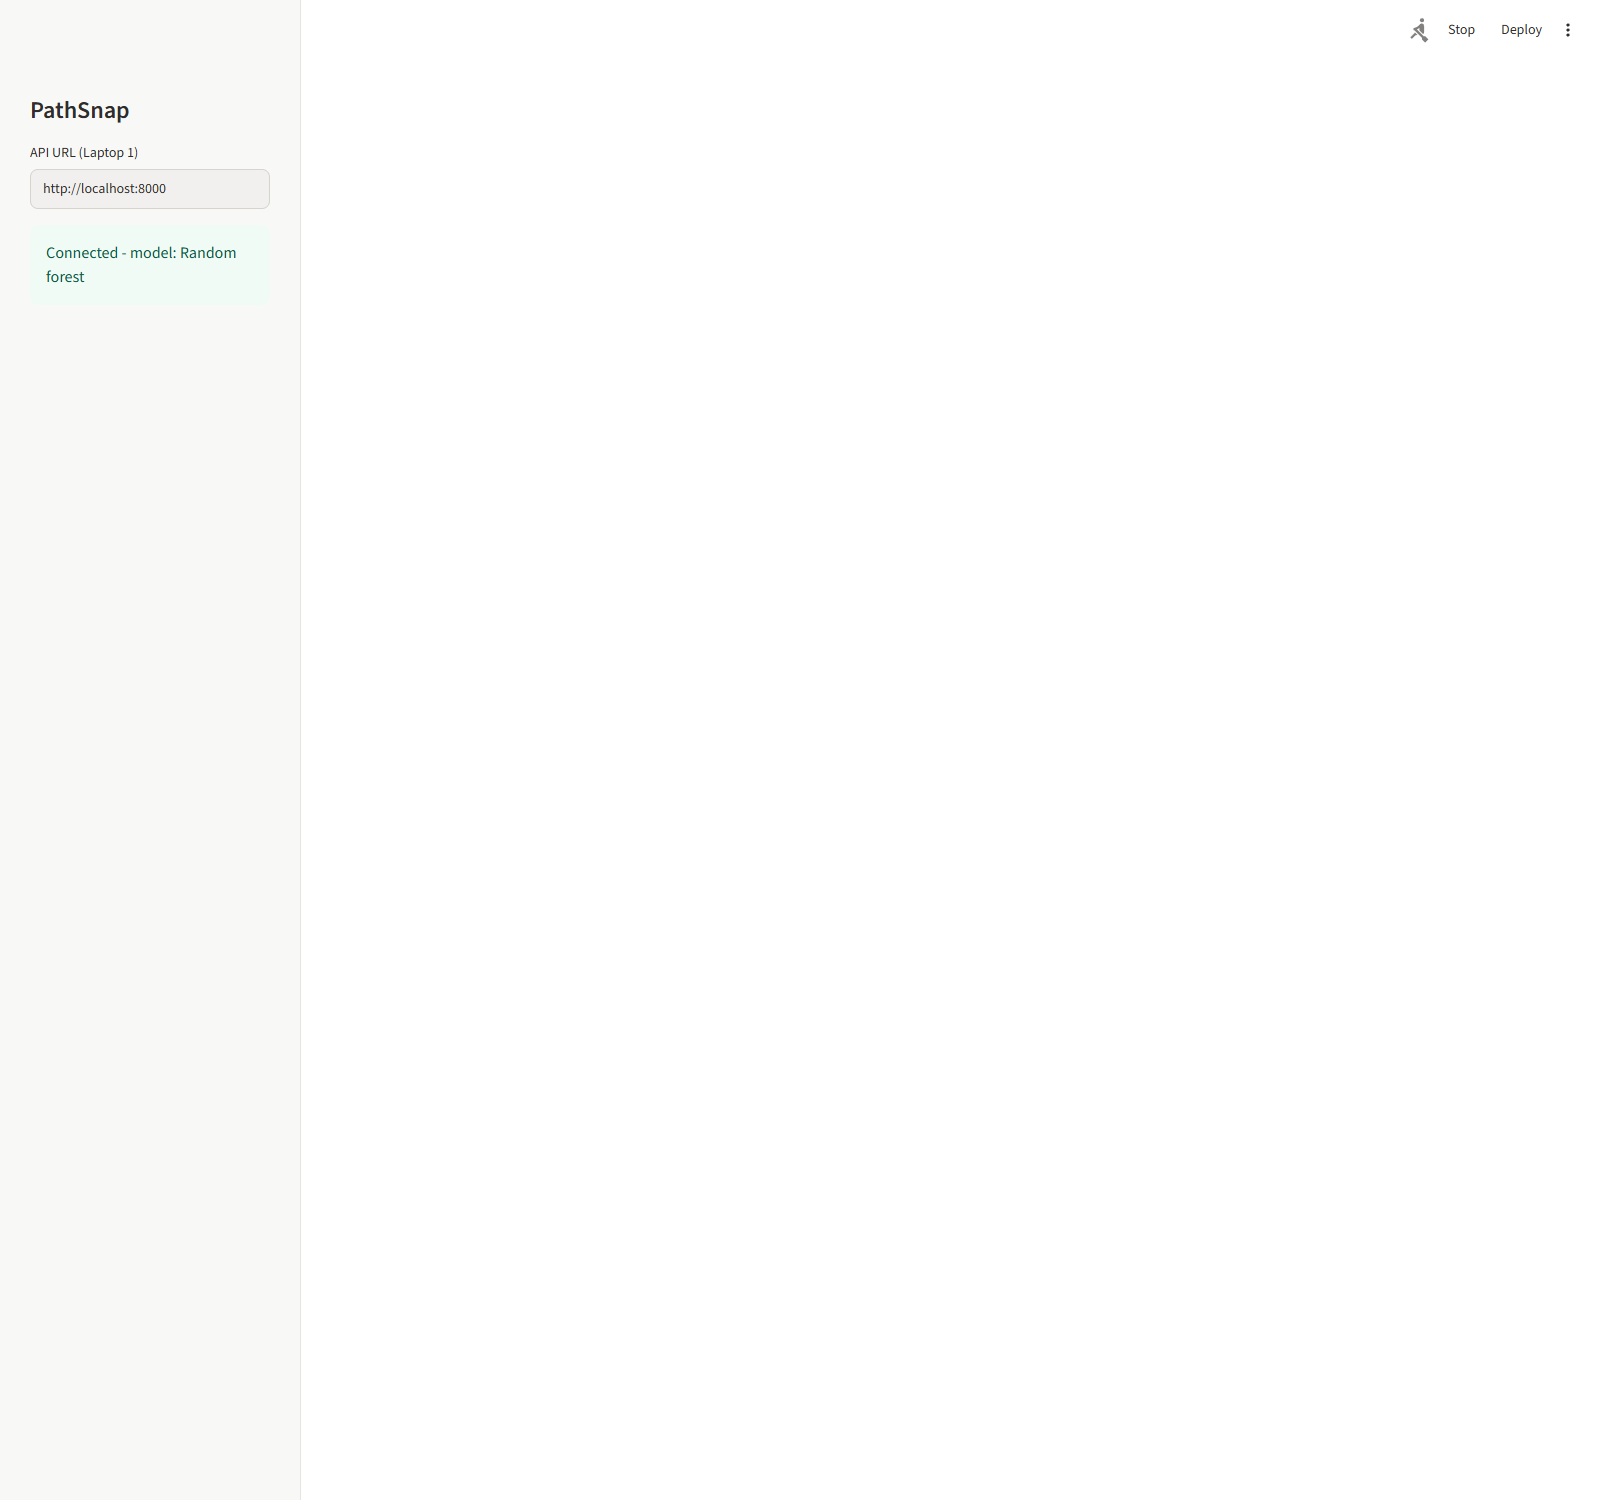 Stop
Deploy
PathSnap
API URL (Laptop 1)
http://localhost:8000
Connected - model: Random
forest